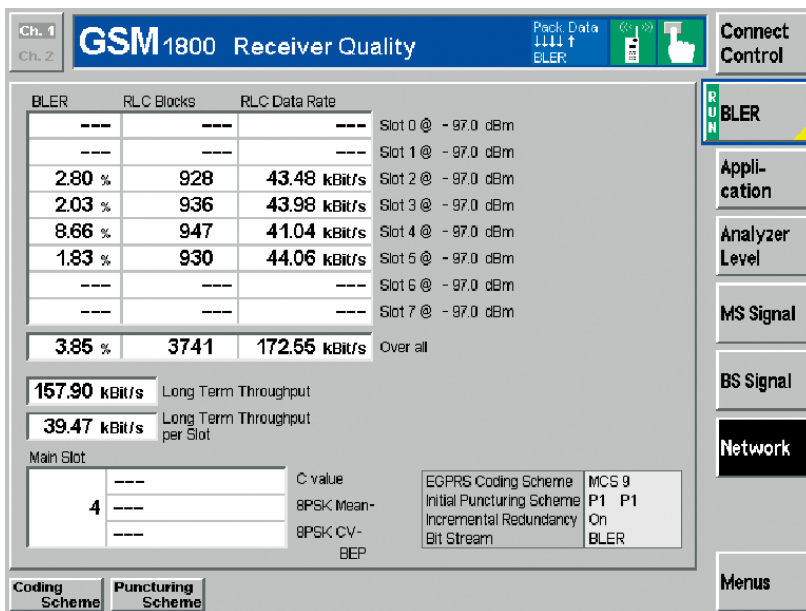 Ch. 1
Ch. 2
GSM 1800 Receiver Quality
Pack. Data
↓↓↓↓ ↑
BLER
Connect
Control
RUN
BLER
Appli-
cation
Analyzer
Level
MS Signal
BS Signal
Network
Menus
BLER RLC Blocks RLC Data Rate
--- --- --- Slot 0 @ - 97.0 dBm
--- --- --- Slot 1 @ - 97.0 dBm
2.80 % 928 43.48 kBit/s Slot 2 @ - 97.0 dBm
2.03 % 936 43.98 kBit/s Slot 3 @ - 97.0 dBm
8.66 % 947 41.04 kBit/s Slot 4 @ - 97.0 dBm
1.83 % 930 44.06 kBit/s Slot 5 @ - 97.0 dBm
--- --- --- Slot 6 @ - 97.0 dBm
--- --- --- Slot 7 @ - 97.0 dBm
3.85 % 3741 172.55 kBit/s Over all
157.90 kBit/s Long Term Throughput
39.47 kBit/s Long Term Throughput
per Slot
Main Slot
--- C value
4 --- 8PSK Mean-
--- 8PSK CV-
BEP
EGPRS Coding Scheme MCS 9
Initial Puncturing Scheme P1 P1
Incremental Redundancy On
Bit Stream BLER
Coding
Scheme
Puncturing
Scheme